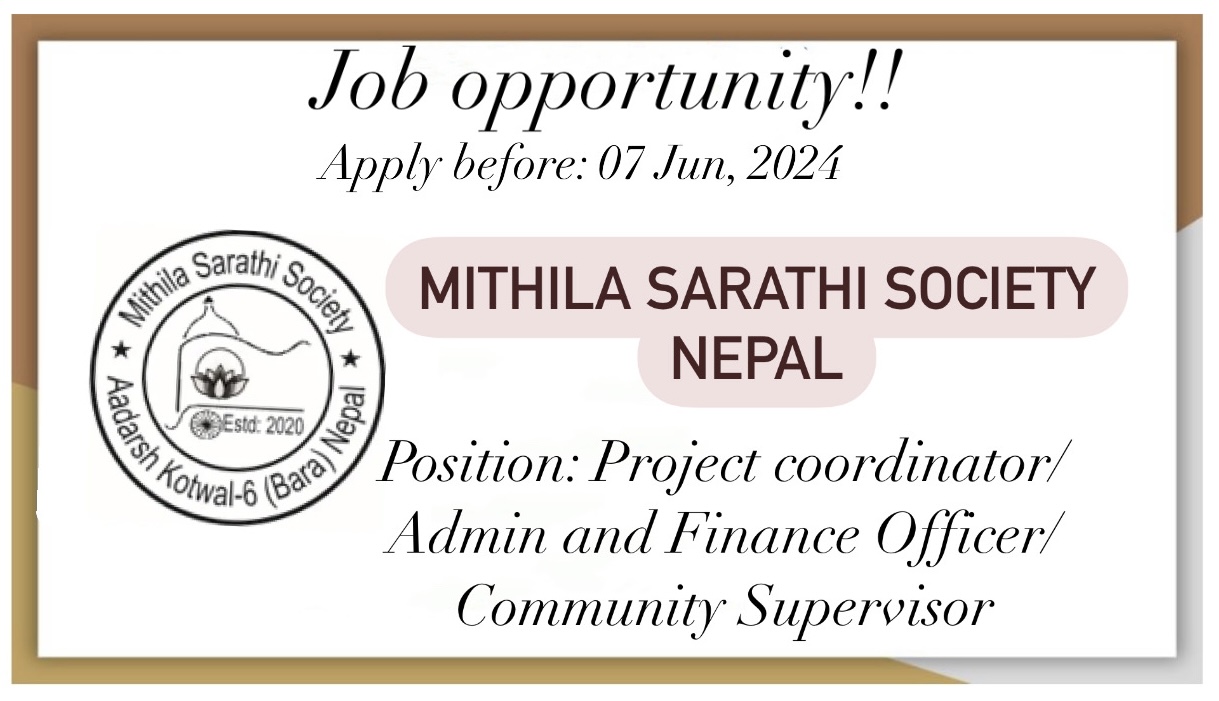 Job opportunity!!
Apply before: 07 Jun, 2024
Mithila Sarathi Society
Estd: 2020
Aadarsh Kotwal-6 (Bara) Nepal
MITHILA SARATHI SOCIETY
NEPAL
Position: Project coordinator/
Admin and Finance Officer/
Community Supervisor